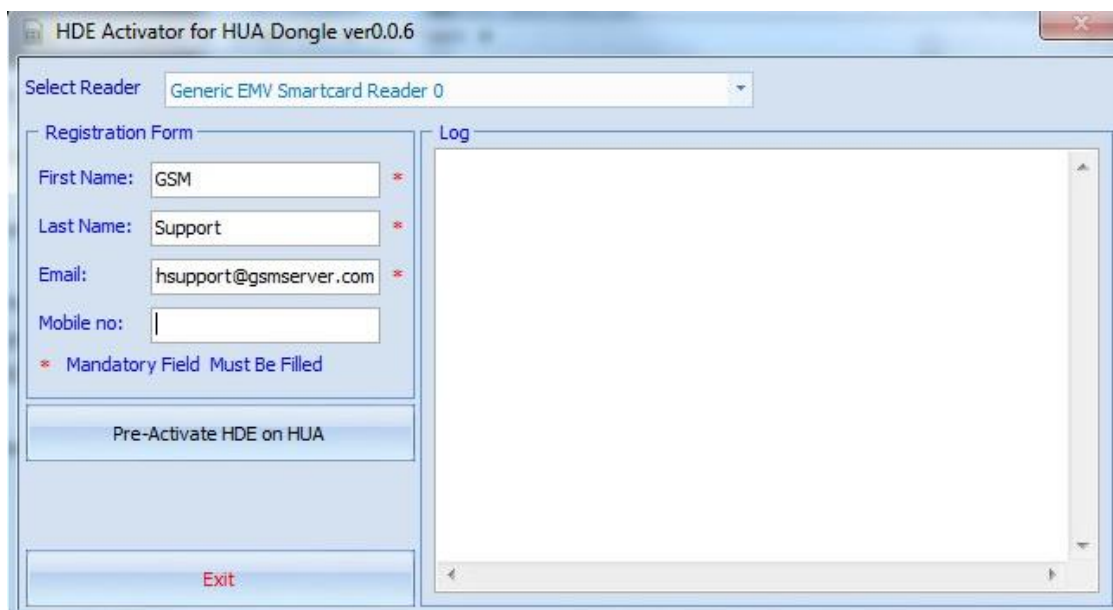 HDE Activator for HUA Dongle ver0.0.6
Select Reader Generic EMV Smartcard Reader 0
Registration Form
First Name: GSM *
Last Name: Support *
Email: hsupport@gsmserver.com *
Mobile no:
* Mandatory Field Must Be Filled
Pre-Activate HDE on HUA
Exit
Log